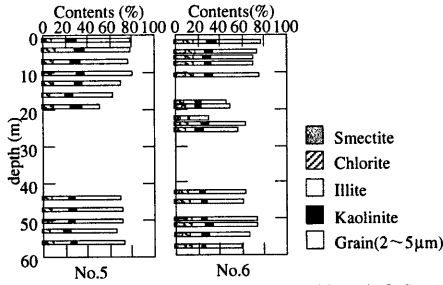 Contents (%)
Contents(%)
0 20 40 60 80 100
0 20 40 60 80 100
depth (m)
0
10
20
30
40
50
60
No.5
No.6
Smectite
Chlorite
Illite
Kaolinite
Grain(2~5μm)